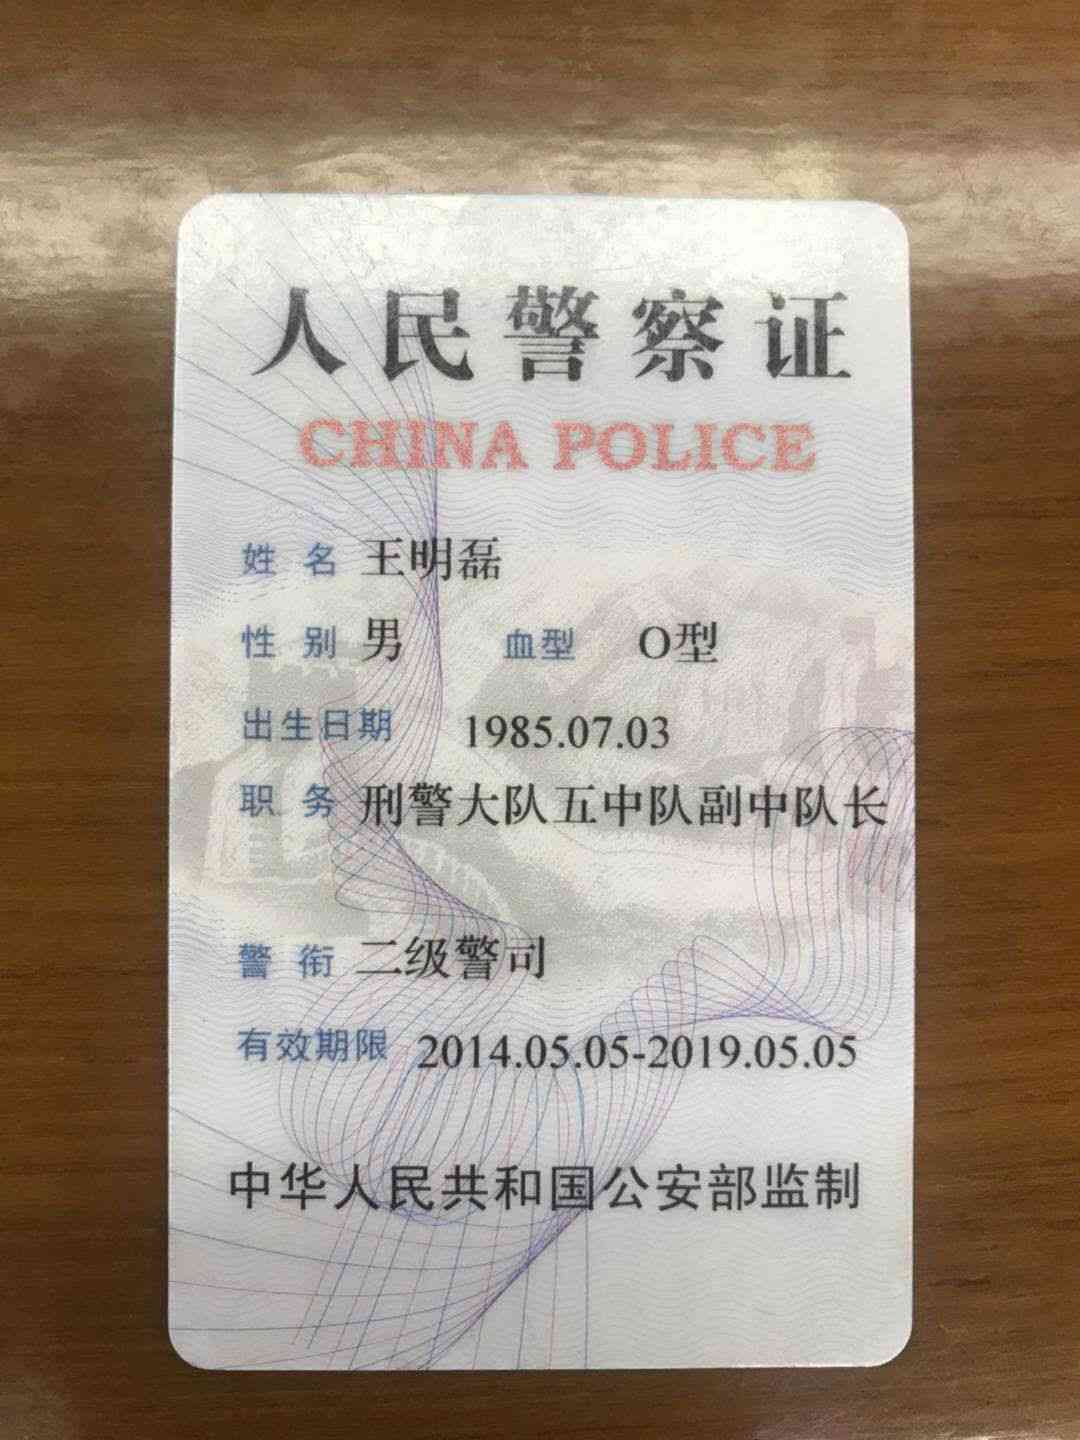 人民警察证
CHINA POLICE
姓 名 王明磊
性 别 男 血型 O型
出生日期 1985.07.03
职 务 刑警大队五中队副中队长
警 衔 二级警司
有效期限 2014.05.05-2019.05.05
中华人民共和国公安部监制